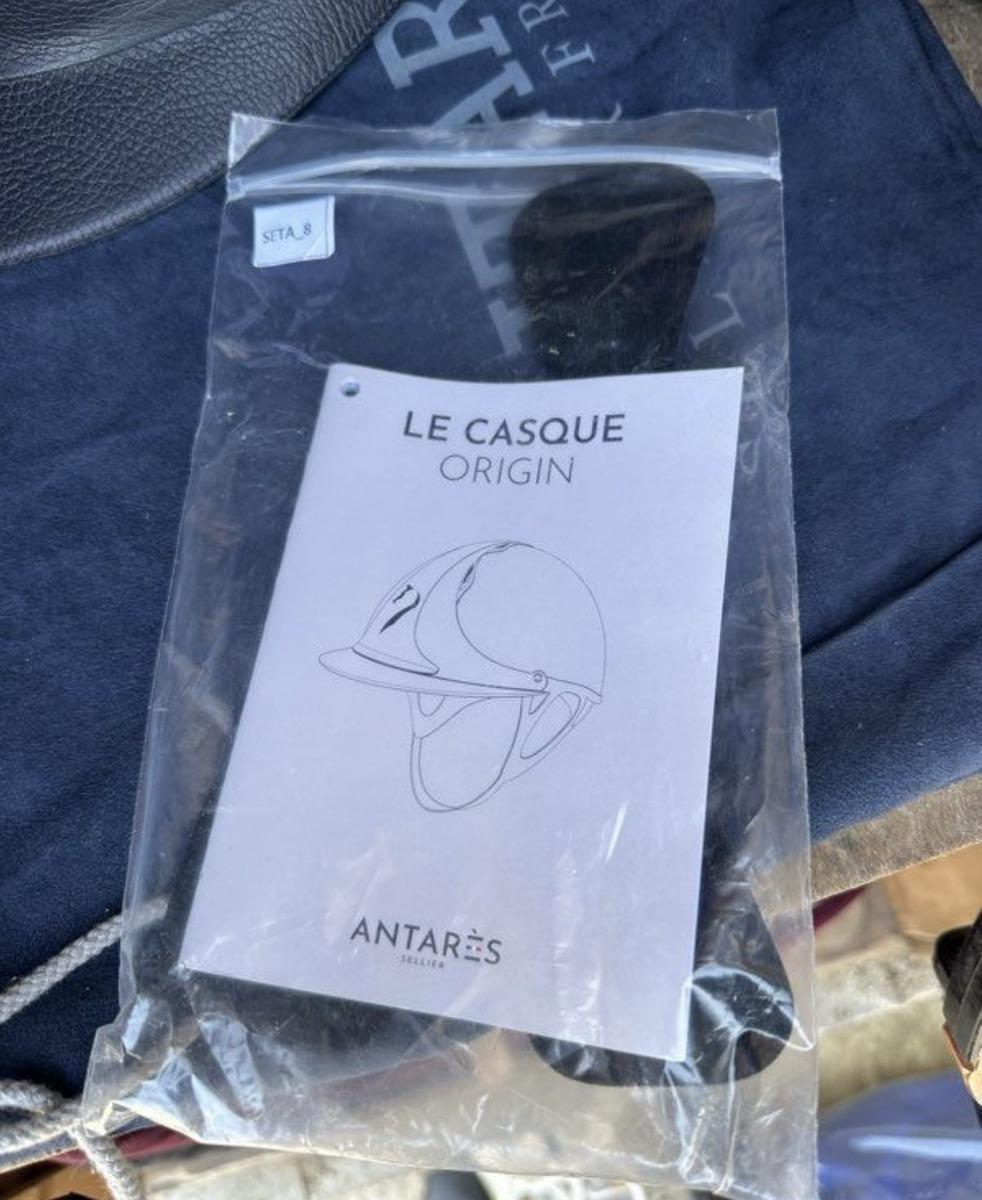 SETA_8
LE CASQUE
ORIGIN
ANTARÈS
SELLIER